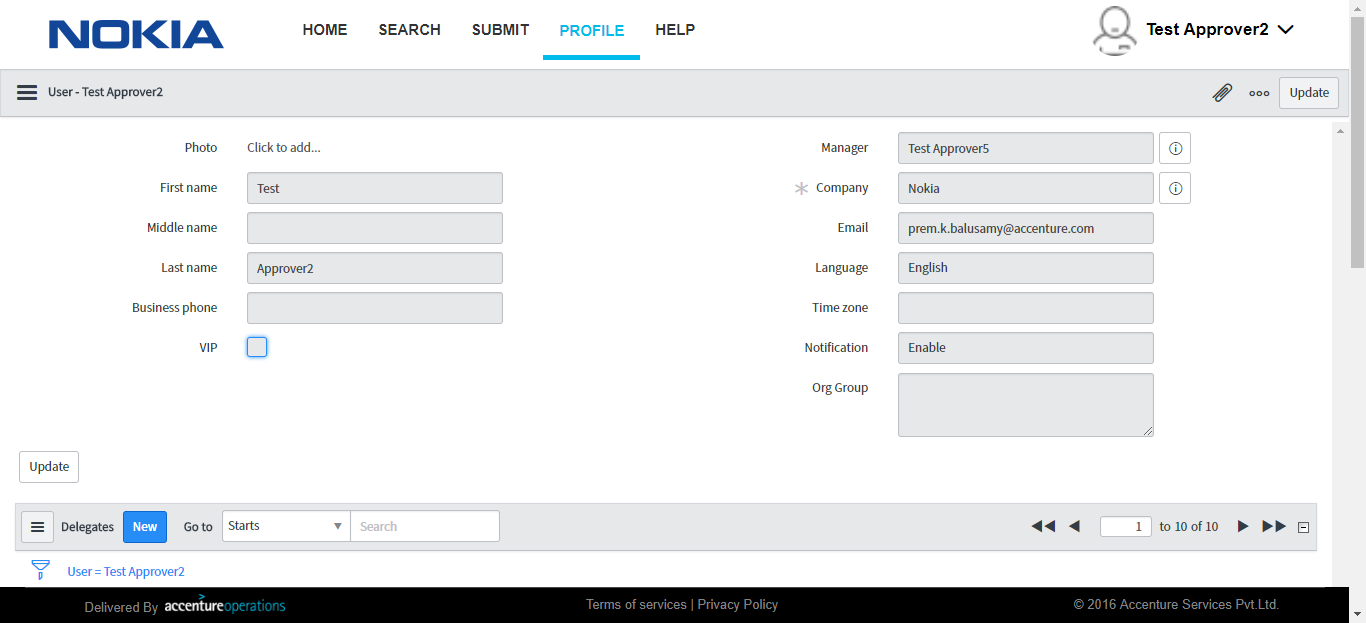 NOKIA HOME SEARCH SUBMIT PROFILE HELP Test Approver2
User - Test Approver2 Update
Photo Click to add... Manager Test Approver5
First name Test Company Nokia
Middle name Email prem.k.balusamy@accenture.com
Last name Approver2 Language English
Business phone Time zone
VIP Notification Enable
Org Group
Update
Delegates New Go to Starts Search 1 to 10 of 10
User = Test Approver2
Delivered By accentureoperations Terms of services | Privacy Policy © 2016 Accenture Services Pvt.Ltd.